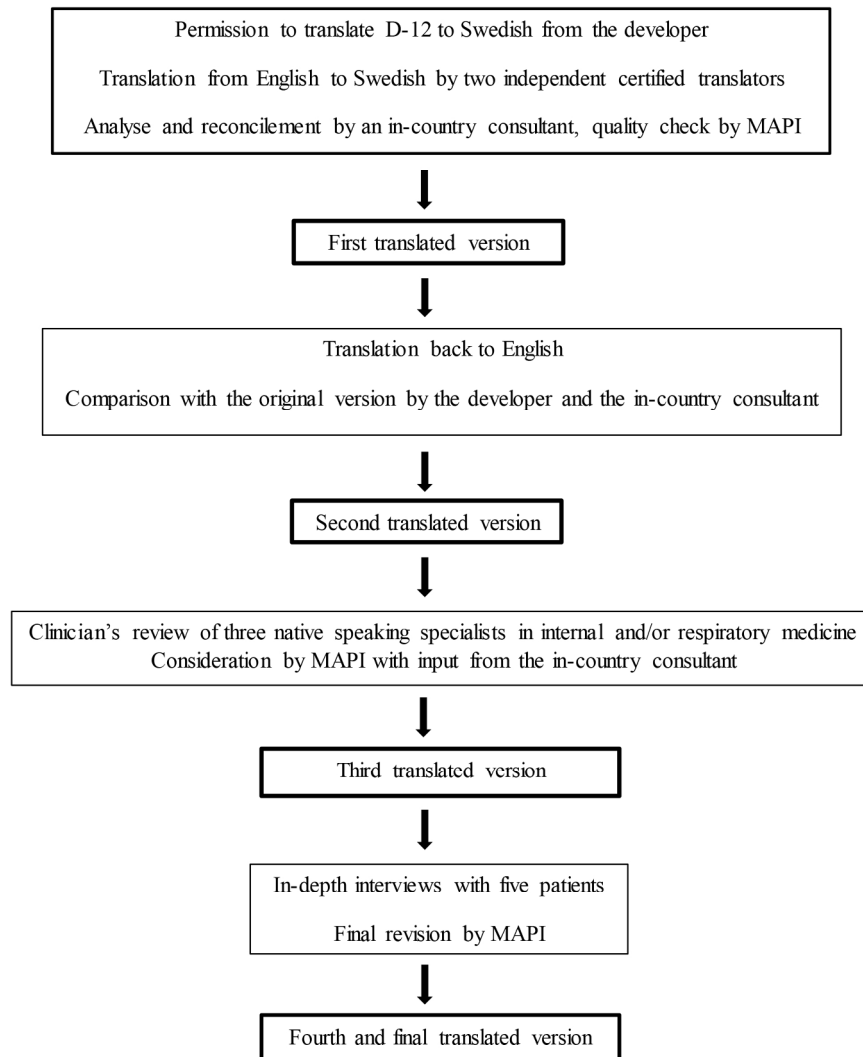 Permission to translate D-12 to Swedish from the developer
Translation from English to Swedish by two independent certified translators
Analyse and reconcilement by an in-country consultant, quality check by MAPI
First translated version
Translation back to English
Comparison with the original version by the developer and the in-country consultant
Second translated version
Clinician's review of three native speaking specialists in internal and/or respiratory medicine
Consideration by MAPI with input from the in-country consultant
Third translated version
In-depth interviews with five patients
Final revision by MAPI
Fourth and final translated version